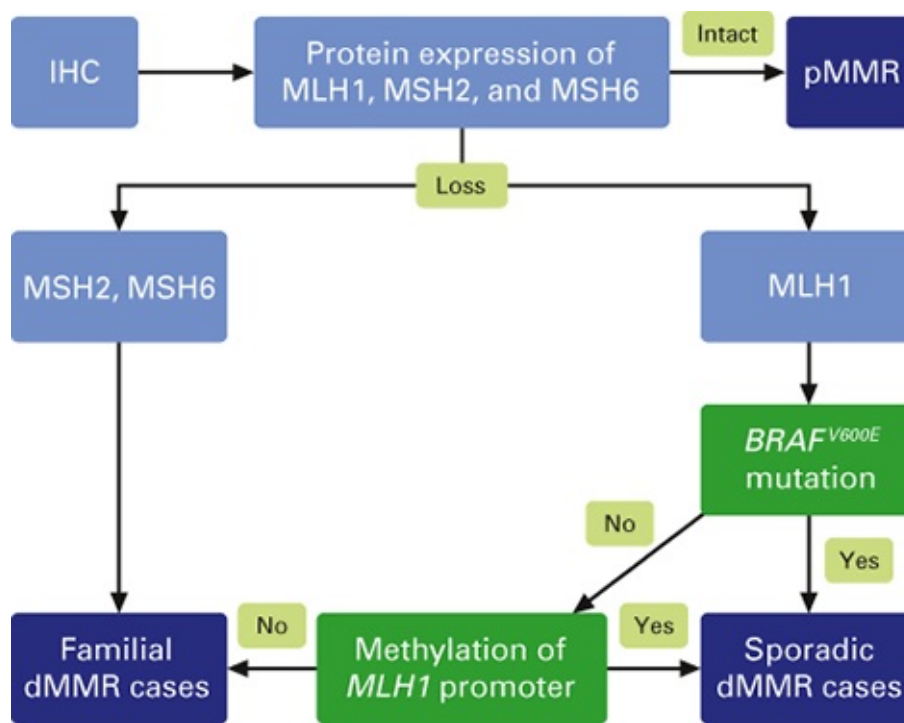 IHC
Protein expression of
MLH1, MSH2, and MSH6
Intact
pMMR
Loss
MSH2, MSH6
MLH1
BRAF V600E
mutation
No
Yes
Familial
dMMR cases
No
Methylation of
MLH1 promoter
Yes
Sporadic
dMMR cases